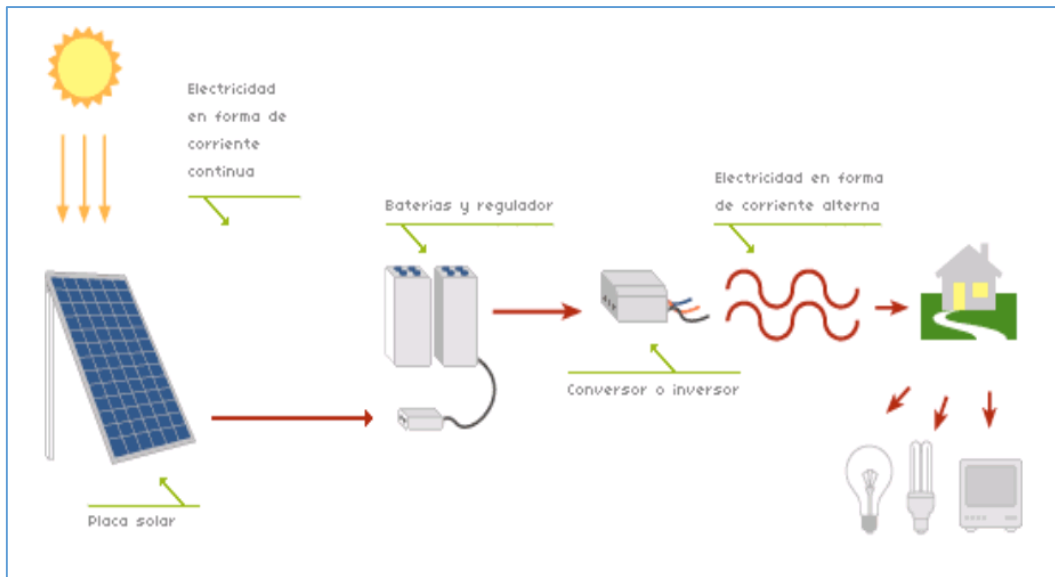 Electricidad
en forma de
corriente
continua
Baterias y regulador
Electricidad en forma
de corriente alterna
Conversor o inversor
Placa solar